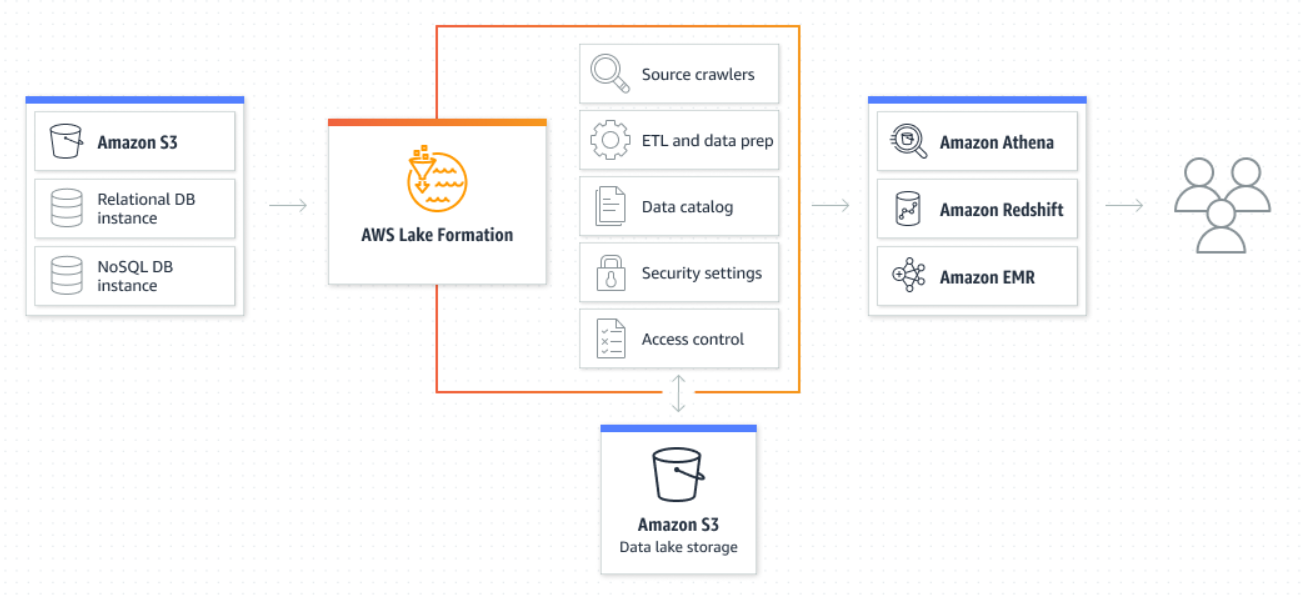 Amazon S3
Relational DB
instance
NoSQL DB
instance
AWS Lake Formation
Source crawlers
ETL and data prep
Data catalog
Security settings
Access control
Amazon S3
Data lake storage
Amazon Athena
Amazon Redshift
Amazon EMR